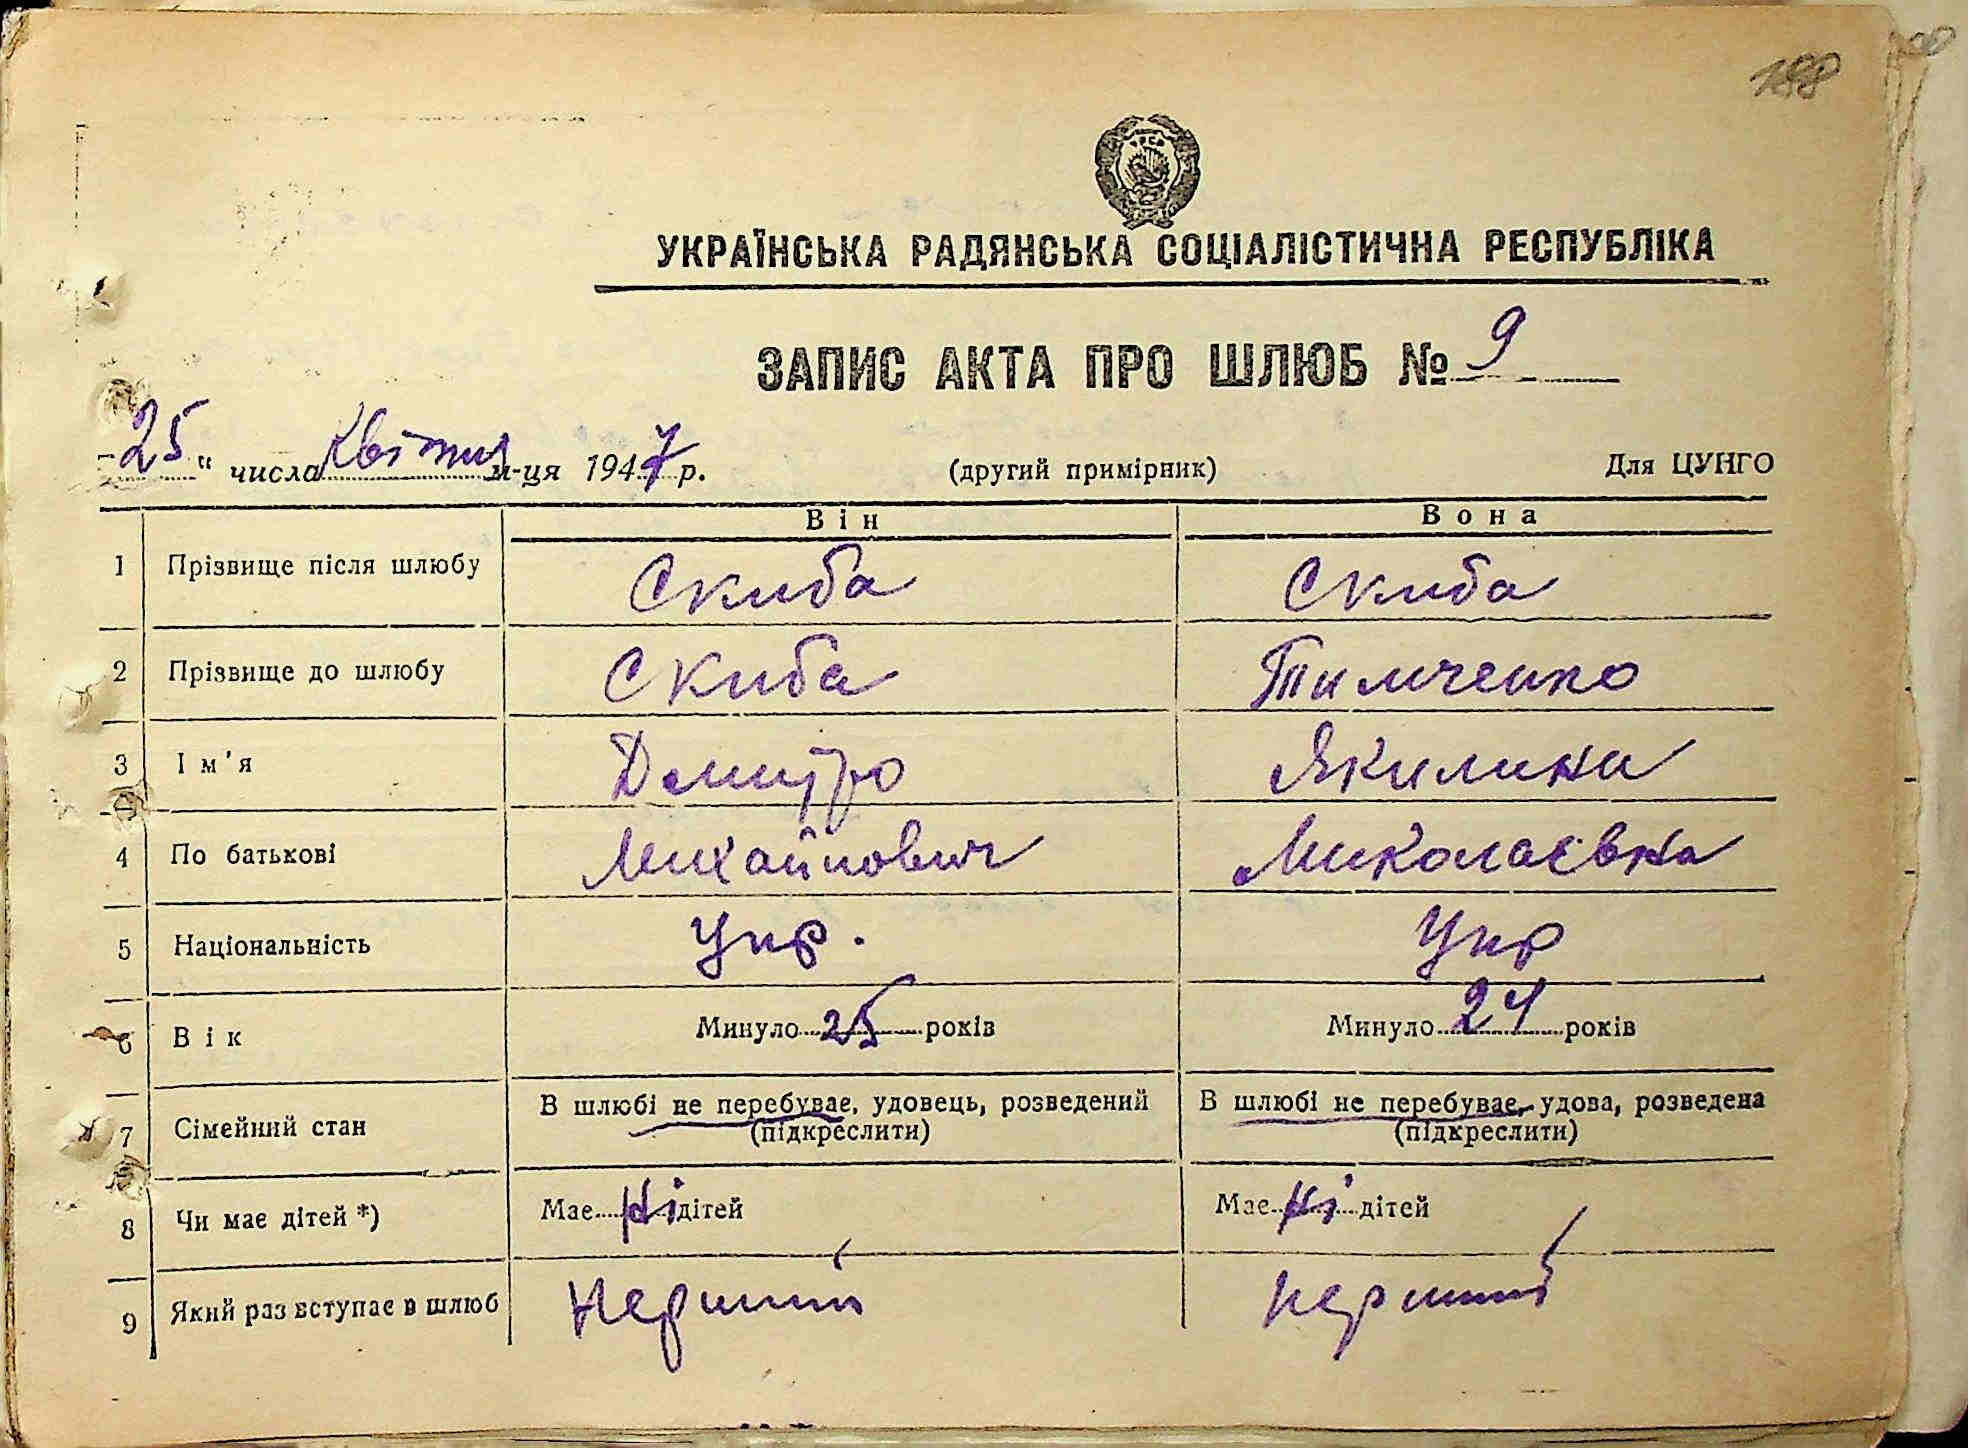 188
УКРАЇНСЬКА РАДЯНСЬКА СОЦІАЛІСТИЧНА РЕСПУБЛІКА
ЗАПИС АКТА ПРО ШЛЮБ № 9
„25“ числа Квітня м-ця 1947 р. (другий примірник) Для ЦУНГО
Він Вона
1 Прізвище після шлюбу Скиба Скиба
2 Прізвище до шлюбу Скиба Тимченко
3 Ім'я Дмитро Якилина
4 По батькові Михайлович Миколаєвна
5 Національність Укр. Укр
6 Вік Минуло 25 років Минуло 24 років
7 Сімейний стан В шлюбі не перебуває, удовець, розведений В шлюбі не перебуває, удова, розведена
(підкреслити) (підкреслити)
8 Чи має дітей *) Має Ні дітей Має Ні дітей
9 Який раз вступає в шлюб Перший перший